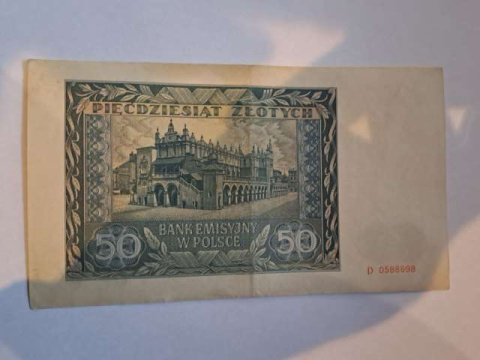 PIĘĆDZIESIĄT ZŁOTYCH
BANK EMISYJNY
W POLSCE
50
50
D 0588698